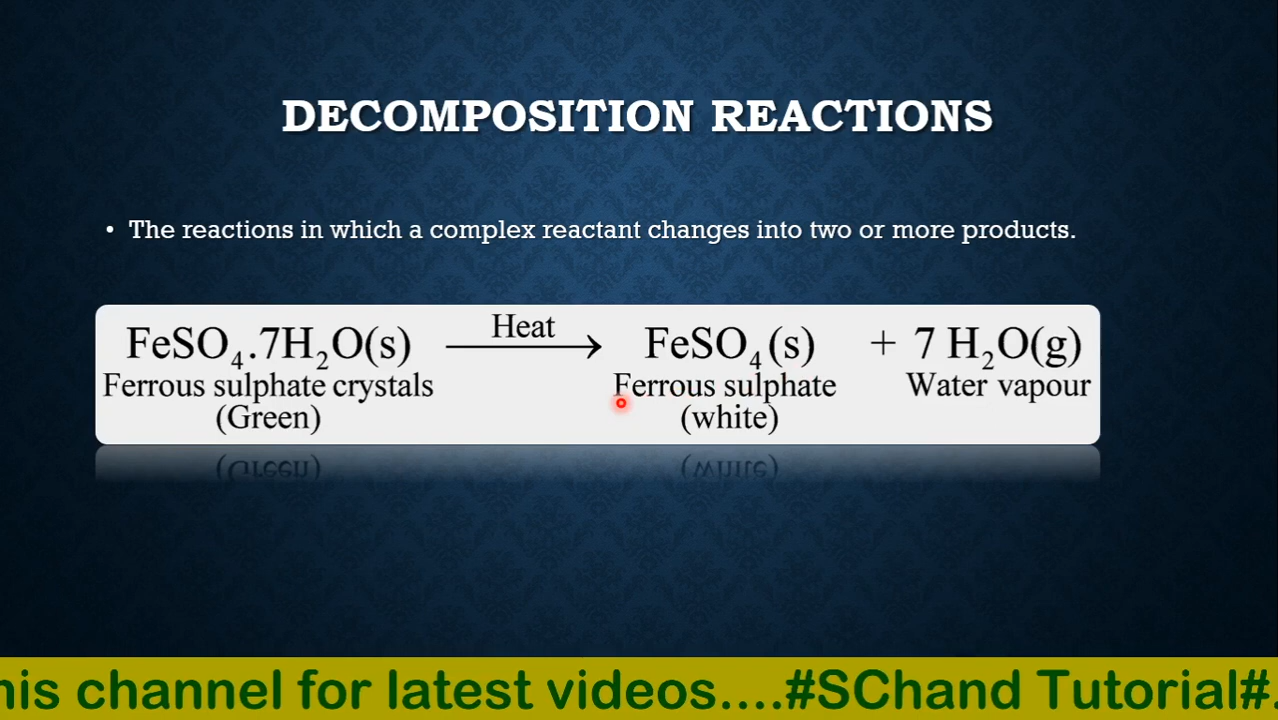 DECOMPOSITION REACTIONS
• The reactions in which a complex reactant changes into two or more products.
FeSO₄.7H₂O(s) Heat → FeSO₄(s) + 7 H₂O(g)
Ferrous sulphate crystals Ferrous sulphate Water vapour
(Green) (white)
his channel for latest videos....#SChand Tutorial#.